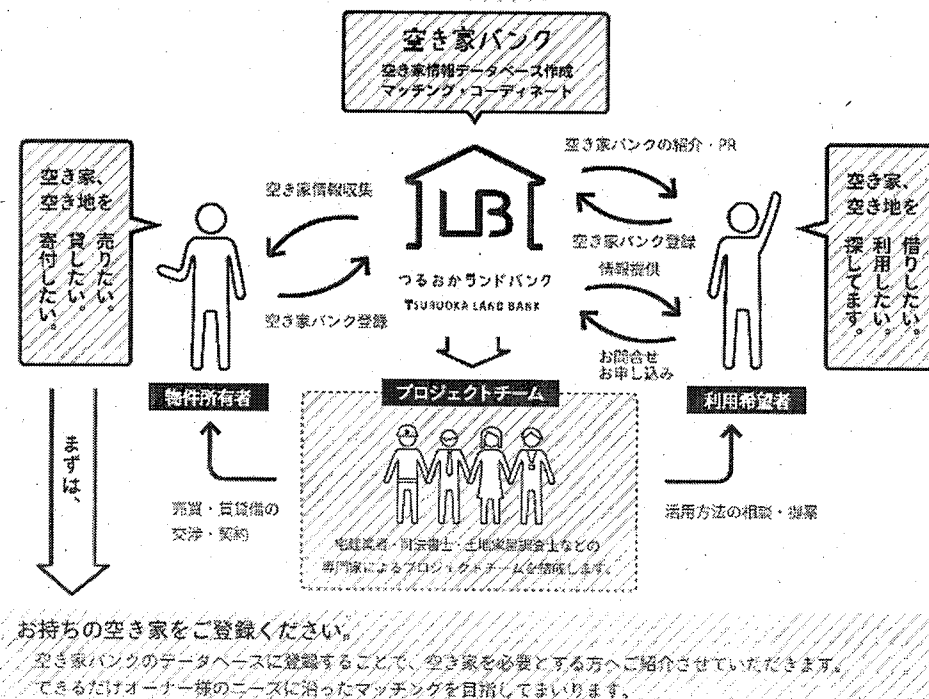 空き家バンク
空き家情報データベース作成
マッチング・コーディネート
空き家、
空き地を
売りたい。
貸したい。
寄付したい。
空き家情報収集
空き家バンク登録
LB
つるおかランドバンク
TSURUOKA LAND BANK
空き家バンクの紹介・PR
空き家バンク登録
情報提供
お問合せ
お申し込み
空き家、
空き地を
借りしたい。
利用したい。
探してます。
物件所有者
プロジェクトチーム
利用希望者
まずは、
売買・賃貸借の
交渉・契約
活用方法の相談・提案
宅建業者・司法書士・土地家屋調査士などの
専門家によるプロジェクトチームを結成します。
お持ちの空き家をご登録ください。
空き家バンクのデータベースに登録することで、空き家を必要とする方へご紹介させていただきます。
できるだけオーナー様のニーズに沿ったマッチングを目指してまいります。